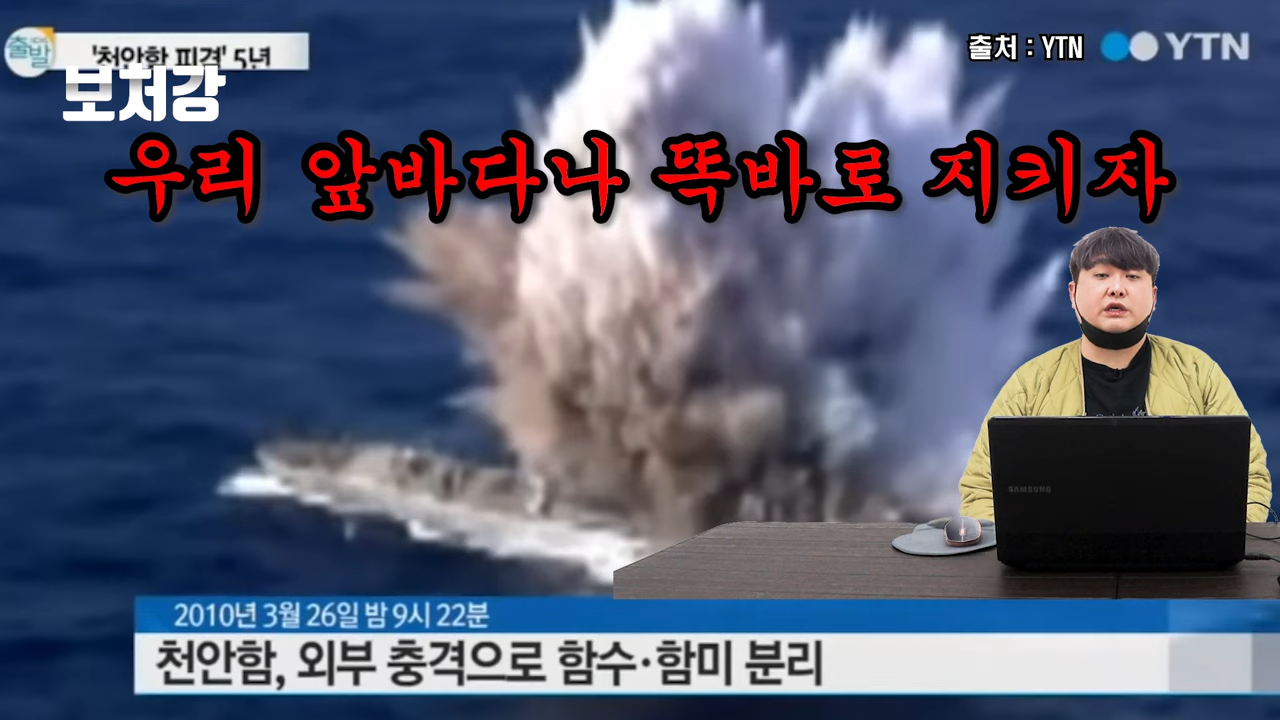 출발
'천안함 피격' 5년
출처 : YTN
YTN
보처강
우리 앞바다나 똑바로 지키자
SAMSUNG
2010년 3월 26일 밤 9시 22분
천안함, 외부 충격으로 함수·함미 분리